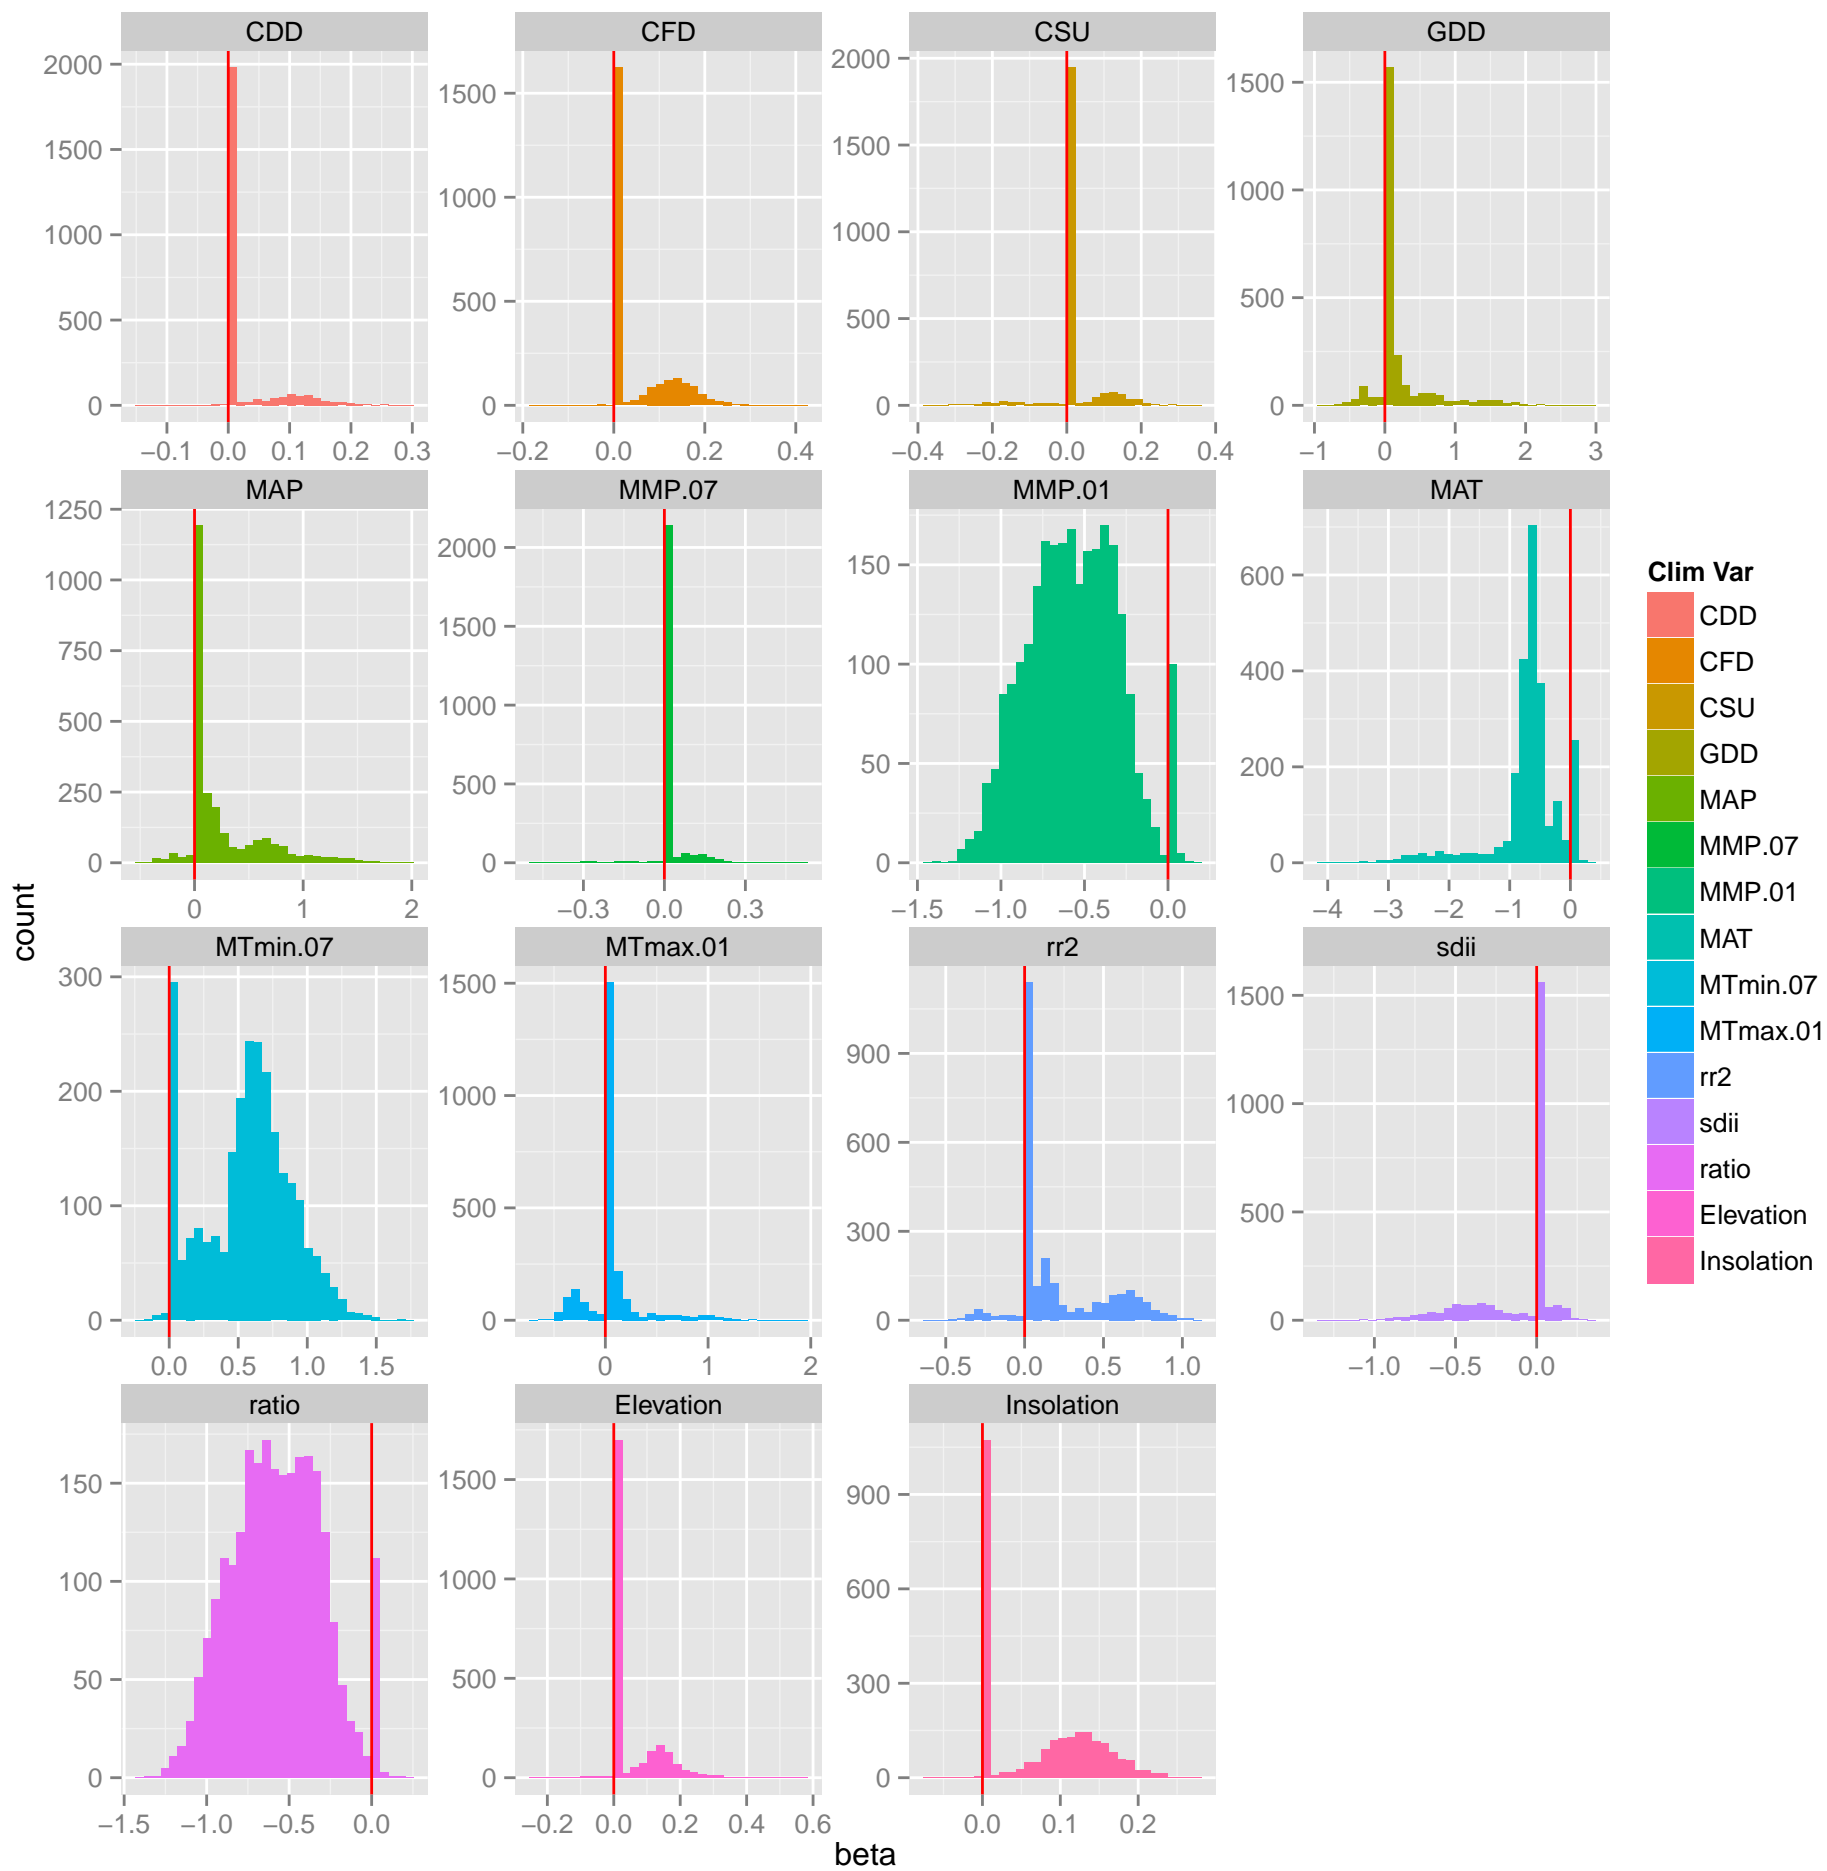 CDD CFD CSU GDD
2000
1500
1000
500
0
−0.1 0.0 0.1 0.2 0.3
1500
1000
500
0
−0.2 0.0 0.2 0.4
2000
1500
1000
500
0
−0.4 −0.2 0.0 0.2 0.4
1500
1000
500
0
−1 0 1 2 3
MAP MMP.07 MMP.01 MAT
1250
1000
750
500
250
0
0 1 2
2000
1500
1000
500
0
−0.3 0.0 0.3
150
100
50
0
−1.5 −1.0 −0.5 0.0
600
400
200
0
−4 −3 −2 −1 0
MTmin.07 MTmax.01 rr2 sdii
300
200
100
0
0.0 0.5 1.0 1.5
1500
1000
500
0
0 1 2
900
600
300
0
−0.5 0.0 0.5 1.0
1500
1000
500
0
−1.0 −0.5 0.0
ratio Elevation Insolation
150
100
50
0
−1.5 −1.0 −0.5 0.0
1500
1000
500
0
−0.2 0.0 0.2 0.4 0.6
900
600
300
0
0.0 0.1 0.2
count
beta
Clim Var
CDD
CFD
CSU
GDD
MAP
MMP.07
MMP.01
MAT
MTmin.07
MTmax.01
rr2
sdii
ratio
Elevation
Insolation